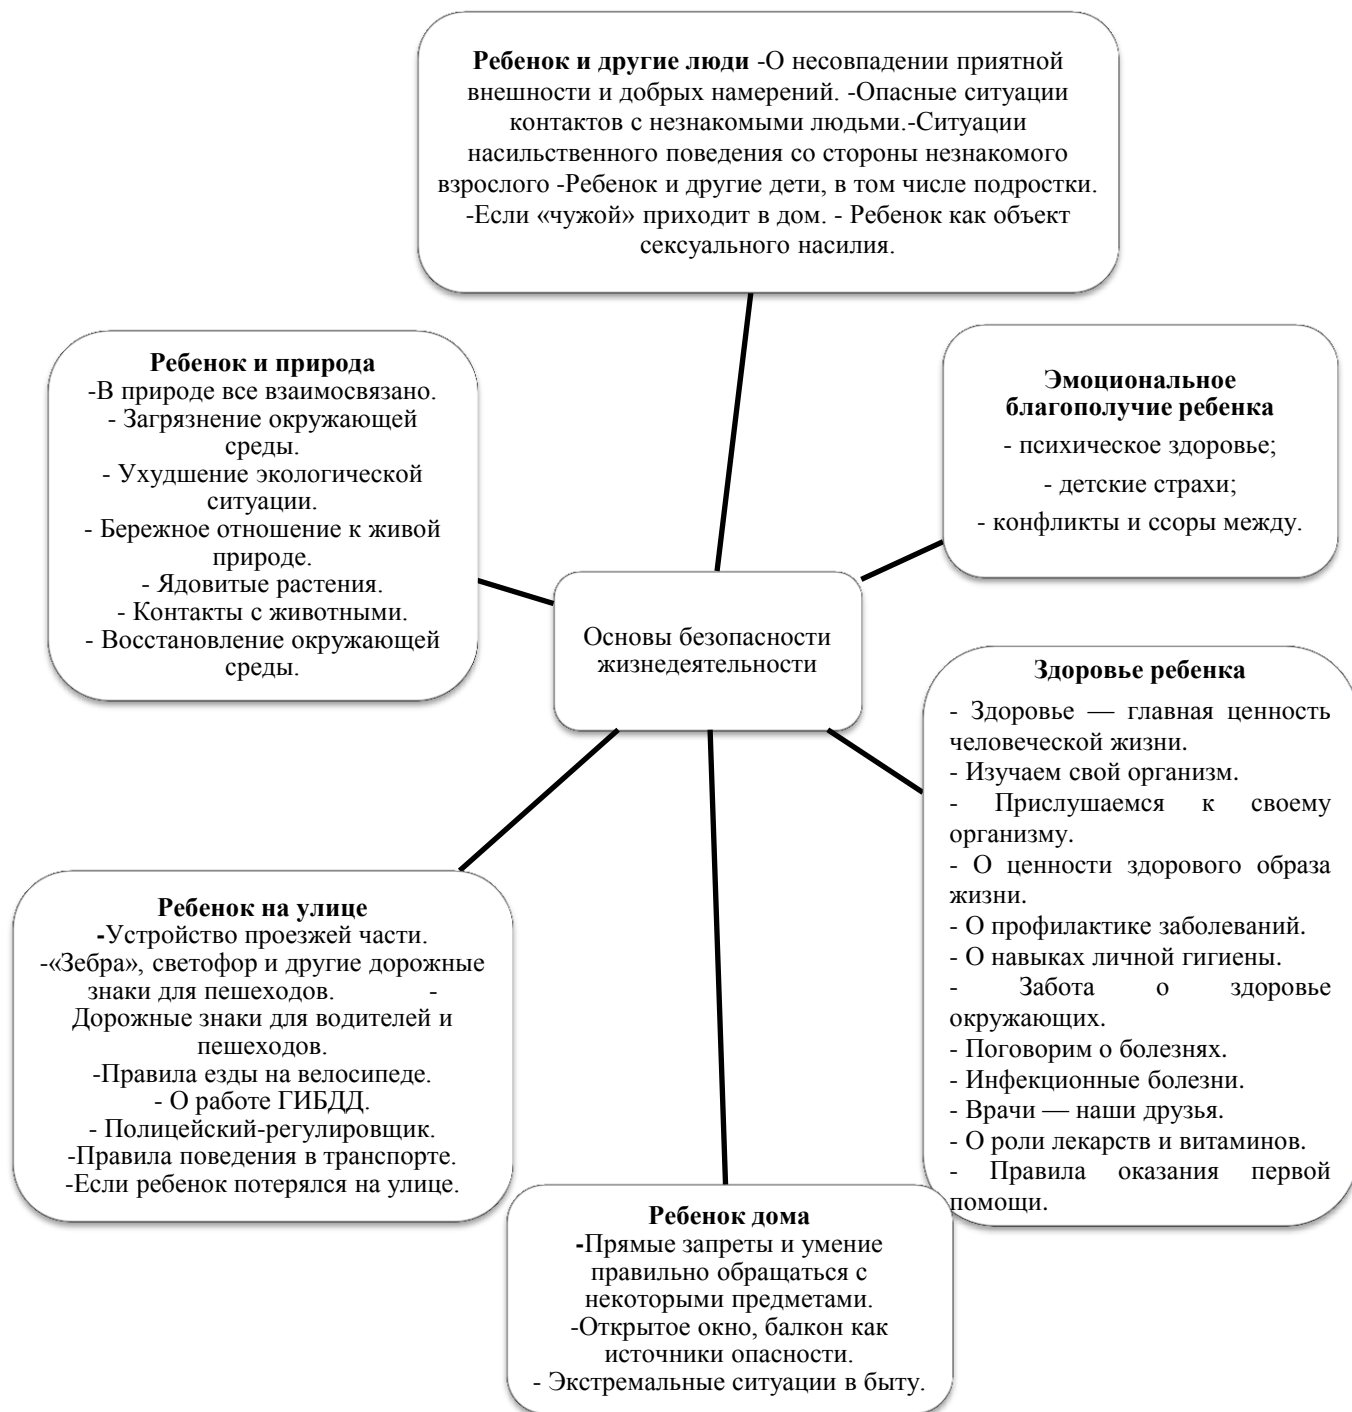 Ребенок и другие люди -О несовпадении приятной
внешности и добрых намерений. -Опасные ситуации
контактов с незнакомыми людьми.-Ситуации
насильственного поведения со стороны незнакомого
взрослого -Ребенок и другие дети, в том числе подростки.
-Если «чужой» приходит в дом. - Ребенок как объект
сексуального насилия.
Ребенок и природа
-В природе все взаимосвязано.
- Загрязнение окружающей
среды.
- Ухудшение экологической
ситуации.
- Бережное отношение к живой
природе.
- Ядовитые растения.
- Контакты с животными.
- Восстановление окружающей
среды.
Эмоциональное
благополучие ребенка
- психическое здоровье;
- детские страхи;
- конфликты и ссоры между.
Основы безопасности
жизнедеятельности
Здоровье ребенка
- Здоровье — главная ценность
человеческой жизни.
- Изучаем свой организм.
- Прислушаемся к своему
организму.
- О ценности здорового образа
жизни.
- О профилактике заболеваний.
- О навыках личной гигиены.
- Забота о здоровье
окружающих.
- Поговорим о болезнях.
- Инфекционные болезни.
- Врачи — наши друзья.
- О роли лекарств и витаминов.
- Правила оказания первой
помощи.
Ребенок на улице
-Устройство проезжей части.
-«Зебра», светофор и другие дорожные
знаки для пешеходов. -
Дорожные знаки для водителей и
пешеходов.
-Правила езды на велосипеде.
- О работе ГИБДД.
- Полицейский-регулировщик.
-Правила поведения в транспорте.
-Если ребенок потерялся на улице.
Ребенок дома
-Прямые запреты и умение
правильно обращаться с
некоторыми предметами.
-Открытое окно, балкон как
источники опасности.
- Экстремальные ситуации в быту.